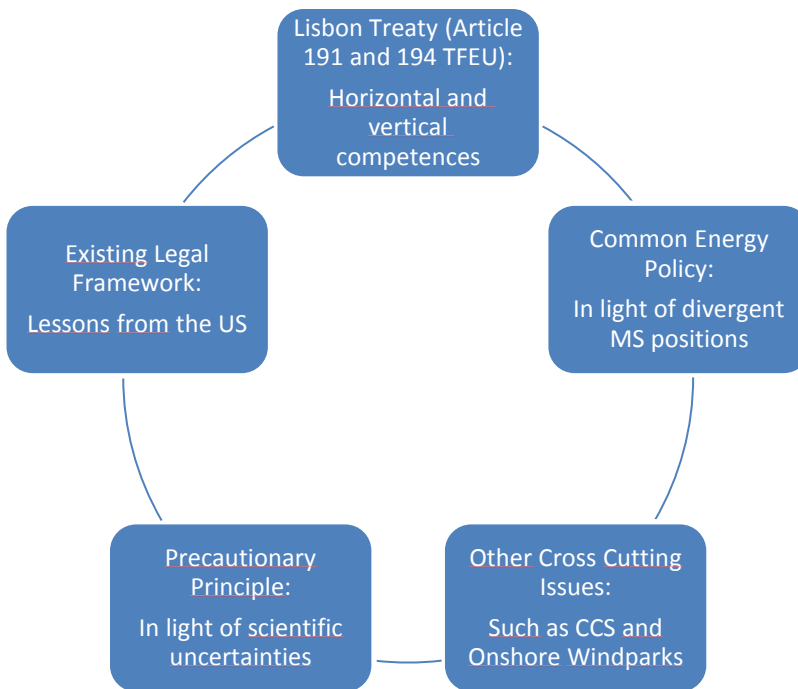 Lisbon Treaty (Article
191 and 194 TFEU):
Horizontal and
vertical
competences
Common Energy
Policy:
In light of divergent
MS positions
Other Cross Cutting
Issues:
Such as CCS and
Onshore Windparks
Precautionary
Principle:
In light of scientific
uncertainties
Existing Legal
Framework:
Lessons from the US